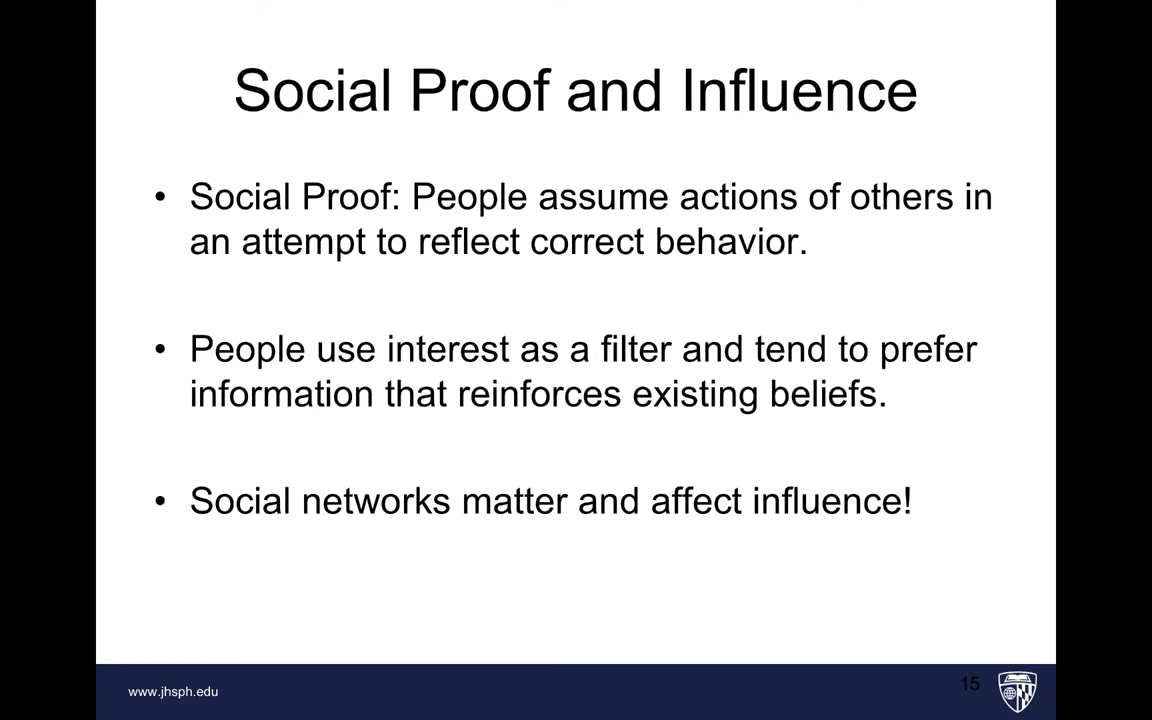 Social Proof and Influence
• Social Proof: People assume actions of others in
an attempt to reflect correct behavior.
• People use interest as a filter and tend to prefer
information that reinforces existing beliefs.
• Social networks matter and affect influence!
www.jhsph.edu
15